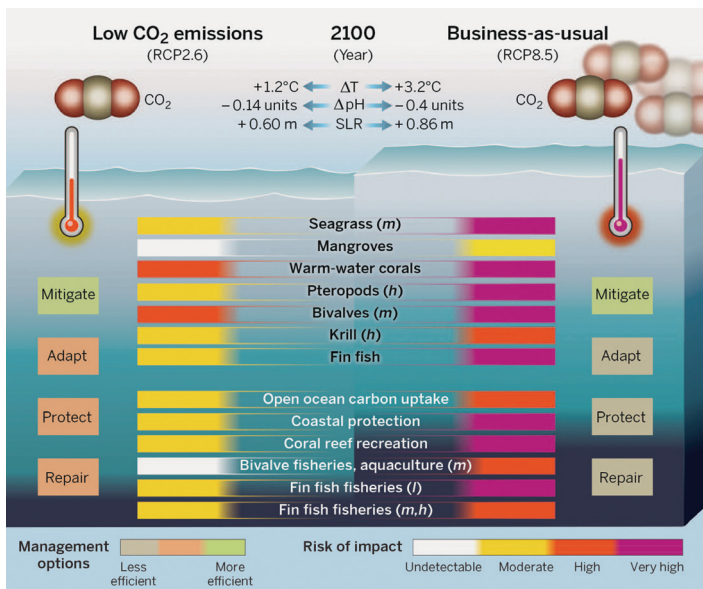 Low CO₂ emissions 2100 Business-as-usual
(RCP2.6) (Year) (RCP8.5)
+1.2°C ΔT +3.2°C
CO₂ – 0.14 units ΔpH – 0.4 units CO₂
+ 0.60 m SLR + 0.86 m
Seagrass (m)
Mangroves
Warm-water corals
Mitigate Pteropods (h) Mitigate
Bivalves (m)
Krill (h)
Adapt Fin fish Adapt
Open ocean carbon uptake
Protect Coastal protection Protect
Coral reef recreation
Bivalve fisheries, aquaculture (m)
Repair Fin fish fisheries (l) Repair
Fin fish fisheries (m,h)
Management options
Less efficient
More efficient
Risk of impact
Undetectable Moderate High Very high